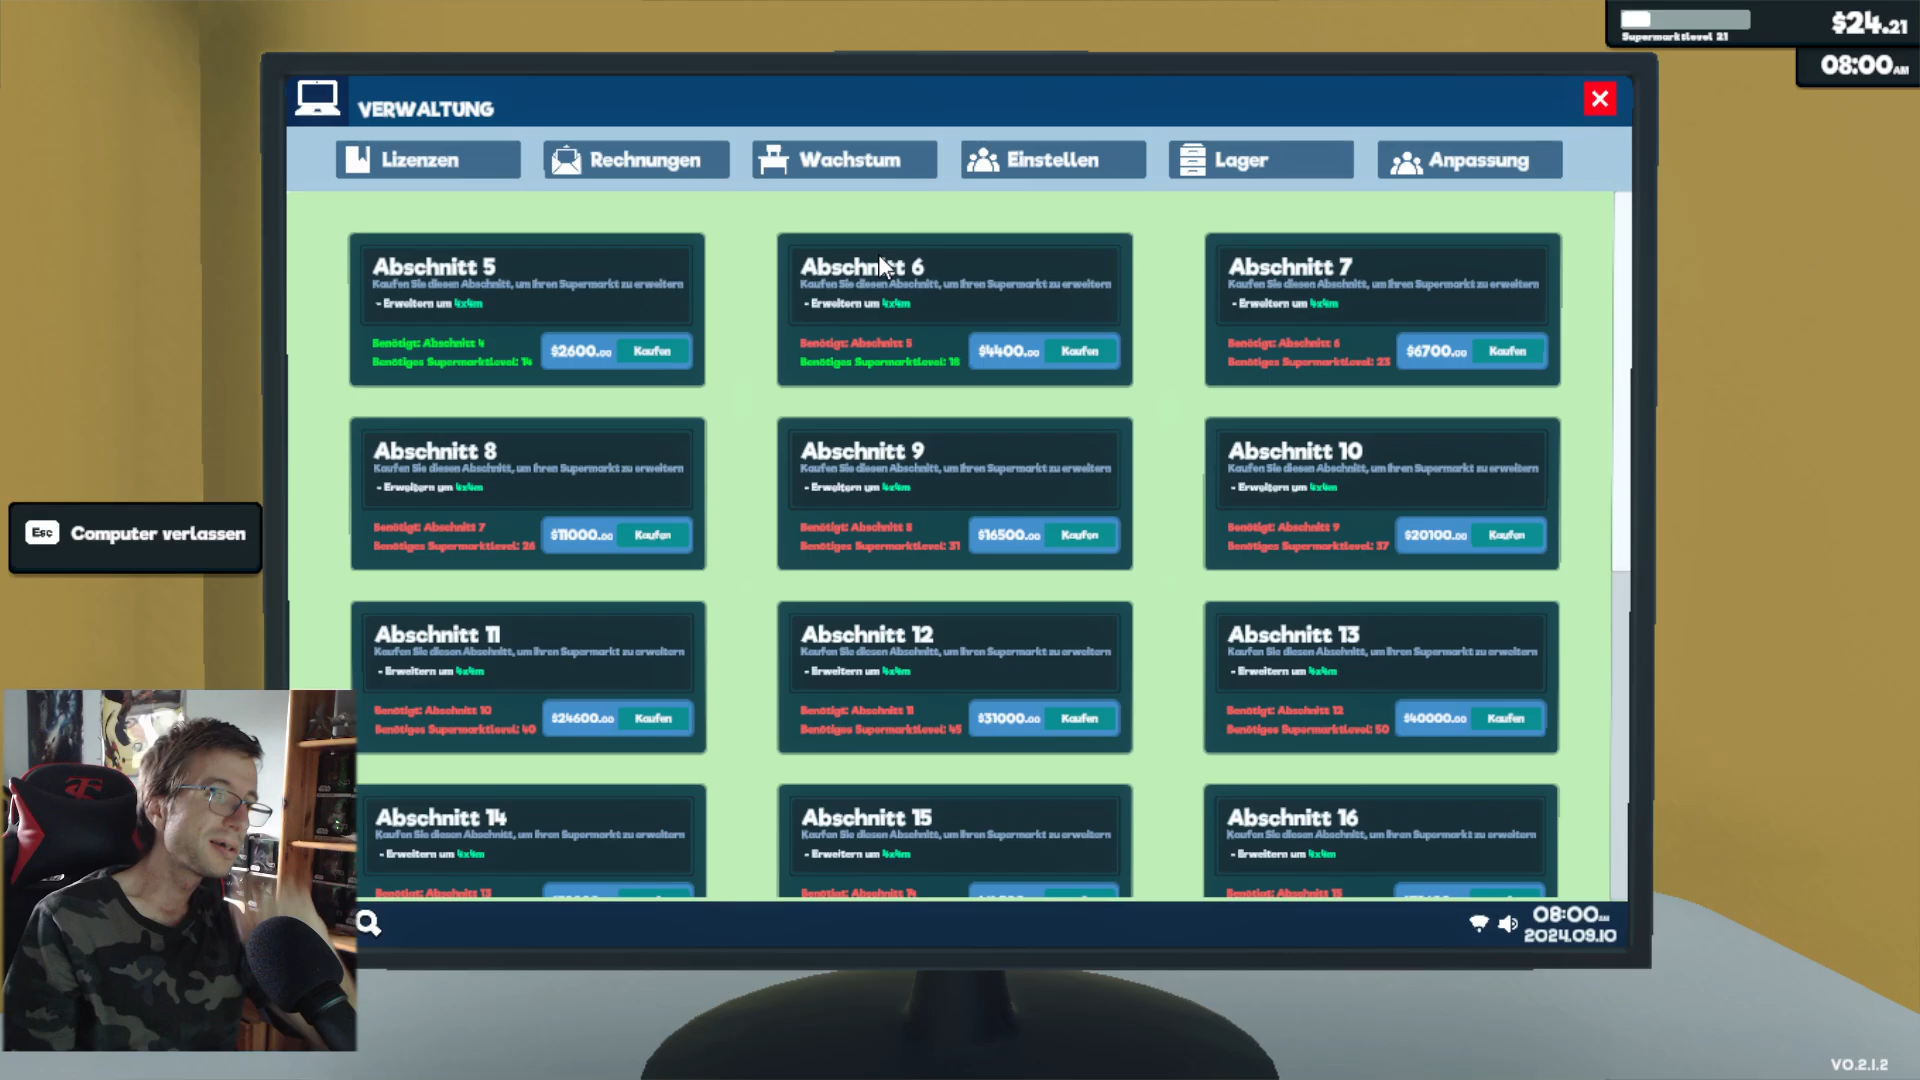 $24.21
Supermarktlevel 21
08:00AM
VERWALTUNG
Lizenzen
Rechnungen
Wachstum
Einstellen
Lager
Anpassung
Abschnitt 5
Kaufen Sie diesen Abschnitt, um Ihren Supermarkt zu erweitern
- Erweitern um 4x4m
Benötigt: Abschnitt 4
Benötiges SupermarktLevel: 14
$2600.00
Kaufen
Abschnitt 6
Kaufen Sie diesen Abschnitt, um Ihren Supermarkt zu erweitern
- Erweitern um 4x4m
Benötigt: Abschnitt 5
Benötiges SupermarktLevel: 18
$4400.00
Kaufen
Abschnitt 7
Kaufen Sie diesen Abschnitt, um Ihren Supermarkt zu erweitern
- Erweitern um 4x4m
Benötigt: Abschnitt 6
Benötiges SupermarktLevel: 23
$6700.00
Kaufen
Abschnitt 8
Kaufen Sie diesen Abschnitt, um Ihren Supermarkt zu erweitern
- Erweitern um 4x4m
Benötigt: Abschnitt 7
Benötiges SupermarktLevel: 26
$11000.00
Kaufen
Abschnitt 9
Kaufen Sie diesen Abschnitt, um Ihren Supermarkt zu erweitern
- Erweitern um 4x4m
Benötigt: Abschnitt 8
Benötiges SupermarktLevel: 31
$16500.00
Kaufen
Abschnitt 10
Kaufen Sie diesen Abschnitt, um Ihren Supermarkt zu erweitern
- Erweitern um 4x4m
Benötigt: Abschnitt 9
Benötiges SupermarktLevel: 37
$20100.00
Kaufen
Esc Computer verlassen
Abschnitt 11
Kaufen Sie diesen Abschnitt, um Ihren Supermarkt zu erweitern
- Erweitern um 4x4m
Benötigt: Abschnitt 10
Benötiges SupermarktLevel: 40
$24600.00
Kaufen
Abschnitt 12
Kaufen Sie diesen Abschnitt, um Ihren Supermarkt zu erweitern
- Erweitern um 4x4m
Benötigt: Abschnitt 11
Benötiges SupermarktLevel: 45
$31000.00
Kaufen
Abschnitt 13
Kaufen Sie diesen Abschnitt, um Ihren Supermarkt zu erweitern
- Erweitern um 4x4m
Benötigt: Abschnitt 12
Benötiges SupermarktLevel: 50
$40000.00
Kaufen
Abschnitt 14
Kaufen Sie diesen Abschnitt, um Ihren Supermarkt zu erweitern
- Erweitern um 4x4m
Benötigt: Abschnitt 13
Abschnitt 15
Kaufen Sie diesen Abschnitt, um Ihren Supermarkt zu erweitern
- Erweitern um 4x4m
Benötigt: Abschnitt 14
Abschnitt 16
Kaufen Sie diesen Abschnitt, um Ihren Supermarkt zu erweitern
- Erweitern um 4x4m
Benötigt: Abschnitt 15
08:00AM
2024.09.10
V0.2.1.2